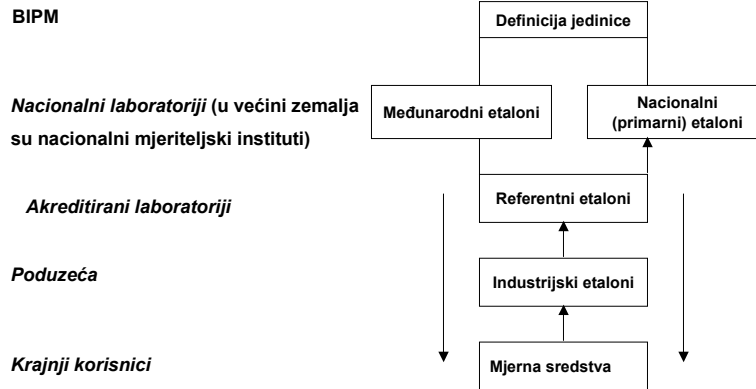 BIPM
Definicija jedinice
Nacionalni laboratoriji (u većini zemalja
su nacionalni mjeriteljski instituti)
Međunarodni etaloni
Nacionalni
(primarni) etaloni
Akreditirani laboratoriji
Referentni etaloni
Poduzeća
Industrijski etaloni
Krajnji korisnici
Mjerna sredstva